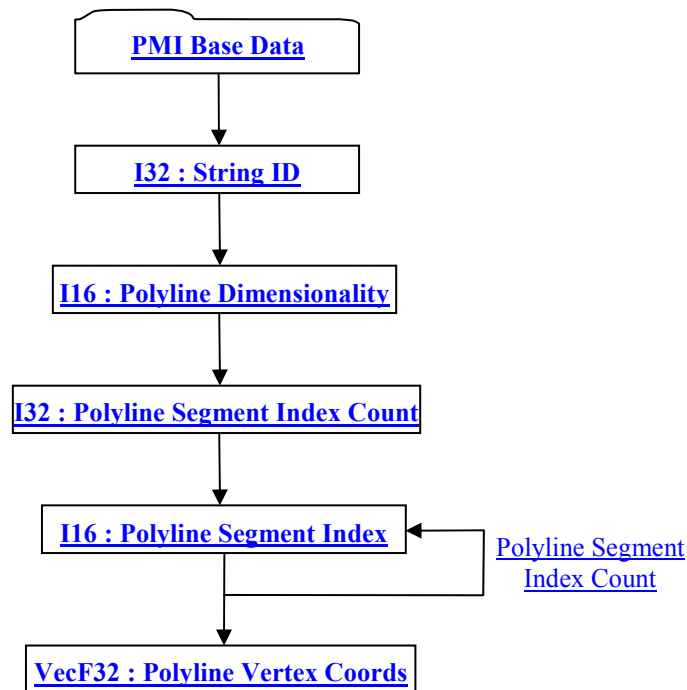 PMI Base Data
I32 : String ID
I16 : Polyline Dimensionality
I32 : Polyline Segment Index Count
I16 : Polyline Segment Index
Polyline Segment
Index Count
VecF32 : Polyline Vertex Coords